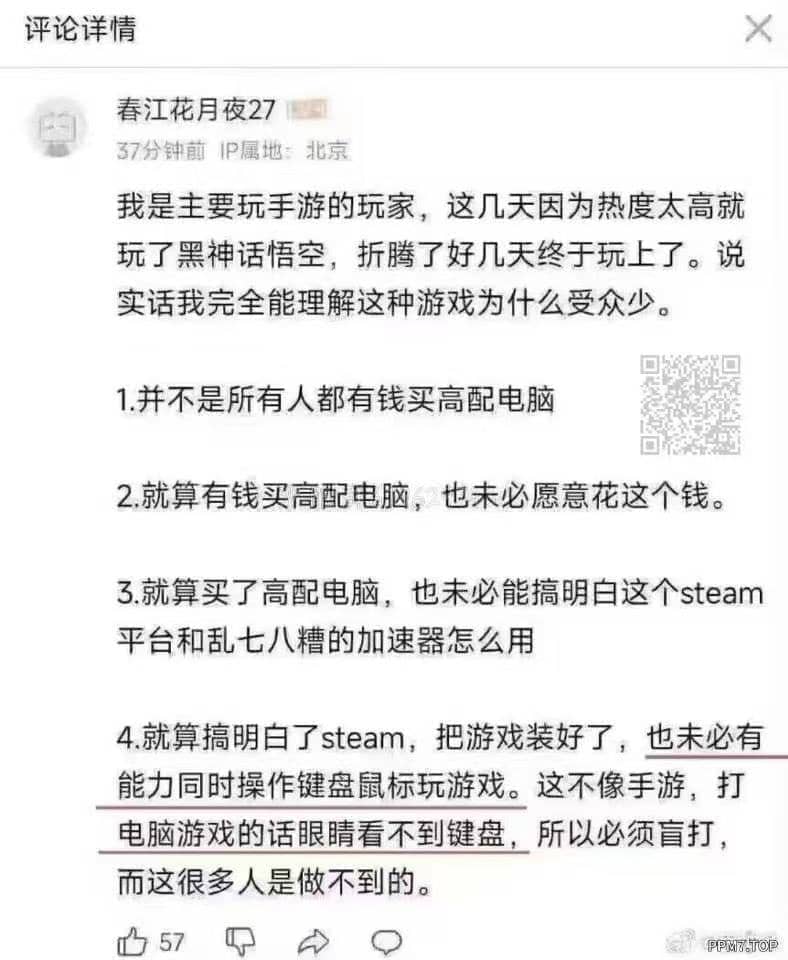 评论详情
春江花月夜27
37分钟前 IP属地：北京
我是主要玩手游的玩家，这几天因为热度太高就
玩了黑神话悟空，折腾了好几天终于玩上了。说
实话我完全能理解这种游戏为什么受众少。
1.并不是所有人都有钱买高配电脑
2.就算有钱买高配电脑，也未必愿意花这个钱。
3.就算买了高配电脑，也未必能搞明白这个steam
平台和乱七八糟的加速器怎么用
4.就算搞明白了steam，把游戏装好了，也未必有
能力同时操作键盘鼠标玩游戏。这不像手游，打
电脑游戏的话眼睛看不到键盘，所以必须盲打，
而这很多人是做不到的。
57
PPM7.TOP